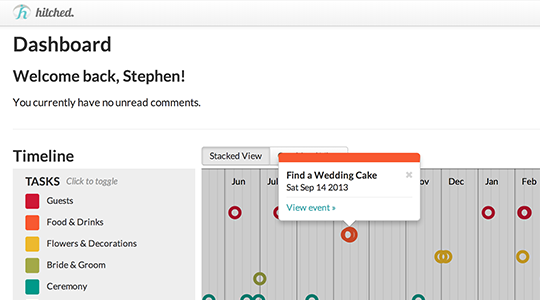 h hitched.
Dashboard
Welcome back, Stephen!
You currently have no unread comments.
Timeline
Stacked View
TASKS Click to toggle
Guests
Food & Drinks
Flowers & Decorations
Bride & Groom
Ceremony
Jun
Dec
Jan
Feb
Find a Wedding Cake
Sat Sep 14 2013
View event »